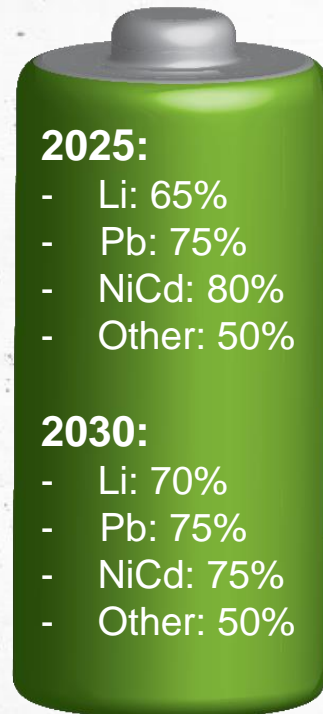 2025:
- Li: 65%
- Pb: 75%
- NiCd: 80%
- Other: 50%
2030:
- Li: 70%
- Pb: 75%
- NiCd: 75%
- Other: 50%